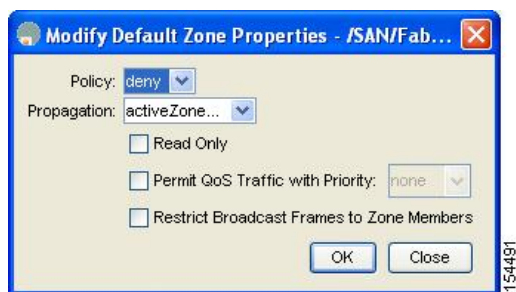 Modify Default Zone Properties - /SAN/Fab...
Policy: deny
Propagation: activeZone...
Read Only
Permit QoS Traffic with Priority: none
Restrict Broadcast Frames to Zone Members
OK Close
154491